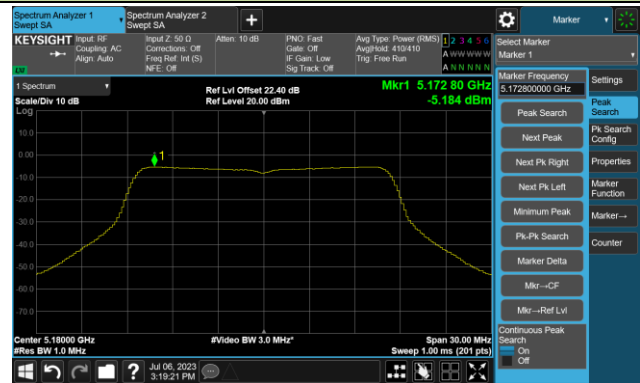 Spectrum Analyzer 1
Swept SA
Spectrum Analyzer 2
Swept SA
+
Marker
KEYSIGHT
Input: RF
Coupling: AC
Align: Auto
Input Z: 50 Ω
Corrections: Off
Freq Ref: Int (S)
NFE: Off
Atten: 10 dB
PNO: Fast
Gate: Off
IF Gain: Low
Sig Track: Off
Avg Type: Power (RMS)
Avg|Hold: 410/410
Trig: Free Run
1 2 3 4 5 6
A W W W W W
A N N N N N
Select Marker
Marker 1
1 Spectrum
Scale/Div 10 dB
Log
Ref Lvl Offset 22.40 dB
Ref Level 20.00 dBm
Mkr1 5.172 80 GHz
-5.184 dBm
10.0
0.00
-10.0
-20.0
-30.0
-40.0
-50.0
-60.0
-70.0
1
Center 5.18000 GHz
#Res BW 1.0 MHz
#Video BW 3.0 MHz*
Span 30.00 MHz
Sweep 1.00 ms (201 pts)
Marker Frequency
5.172800000 GHz
Peak Search
Next Peak
Next Pk Right
Next Pk Left
Minimum Peak
Pk-Pk Search
Marker Delta
Mkr→CF
Mkr→Ref Lvl
Continuous Peak
Search
On
Off
Settings
Peak
Search
Pk Search
Config
Properties
Marker
Function
Marker→
Counter
?
Jul 06, 2023
3:19:21 PM